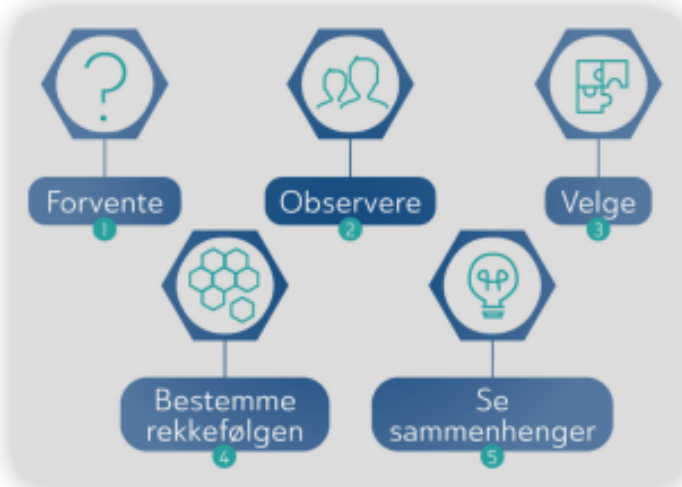 ?
Forvente
1
Observere
2
Velge
3
Bestemme
rekkefølgen
4
Se
sammenhenger
5